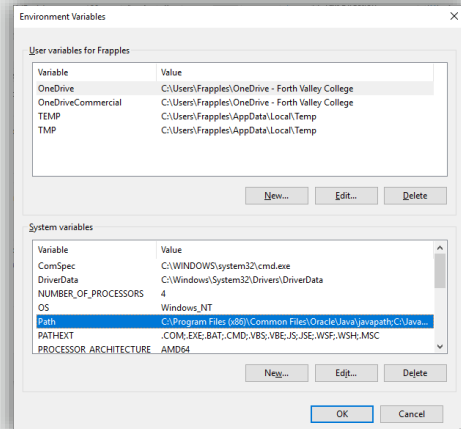 Environment Variables
User variables for Frapples
Variable Value
OneDrive C:\Users\Frapples\OneDrive - Forth Valley College
OneDriveCommercial C:\Users\Frapples\OneDrive - Forth Valley College
TEMP C:\Users\Frapples\AppData\Local\Temp
TMP C:\Users\Frapples\AppData\Local\Temp
New... Edit... Delete
System variables
Variable Value
ComSpec C:\WINDOWS\system32\cmd.exe
DriverData C:\Windows\System32\Drivers\DriverData
NUMBER_OF_PROCESSORS 4
OS Windows_NT
Path C:\Program Files (x86)\Common Files\Oracle\Java\javapath;C:\Java...
PATHEXT .COM;.EXE;.BAT;.CMD;.VBS;.VBE;.JS;.JSE;.WSF;.WSH;.MSC
PROCESSOR_ARCHITECTURE AMD64
New... Edit... Delete
OK Cancel